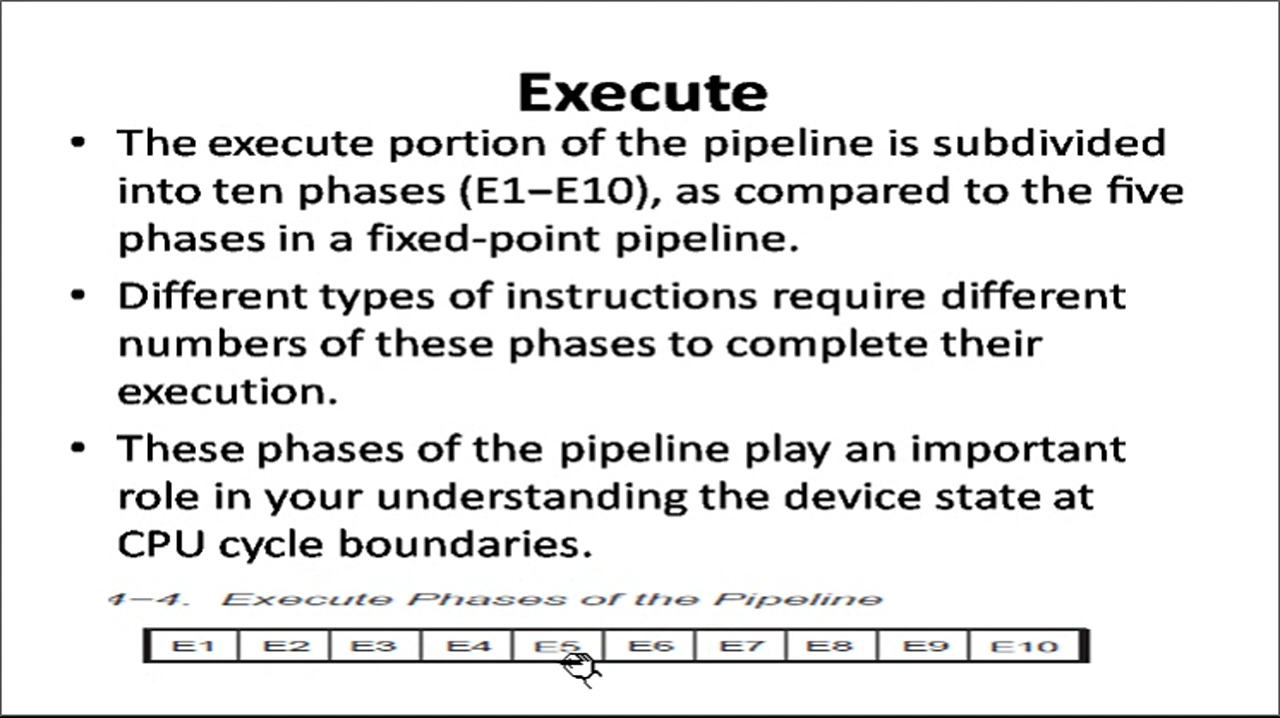 Execute
• The execute portion of the pipeline is subdivided
into ten phases (E1–E10), as compared to the five
phases in a fixed-point pipeline.
• Different types of instructions require different
numbers of these phases to complete their
execution.
• These phases of the pipeline play an important
role in your understanding the device state at
CPU cycle boundaries.
4–4. Execute Phases of the Pipeline
E1 E2 E3 E4 E5 E6 E7 E8 E9 E10